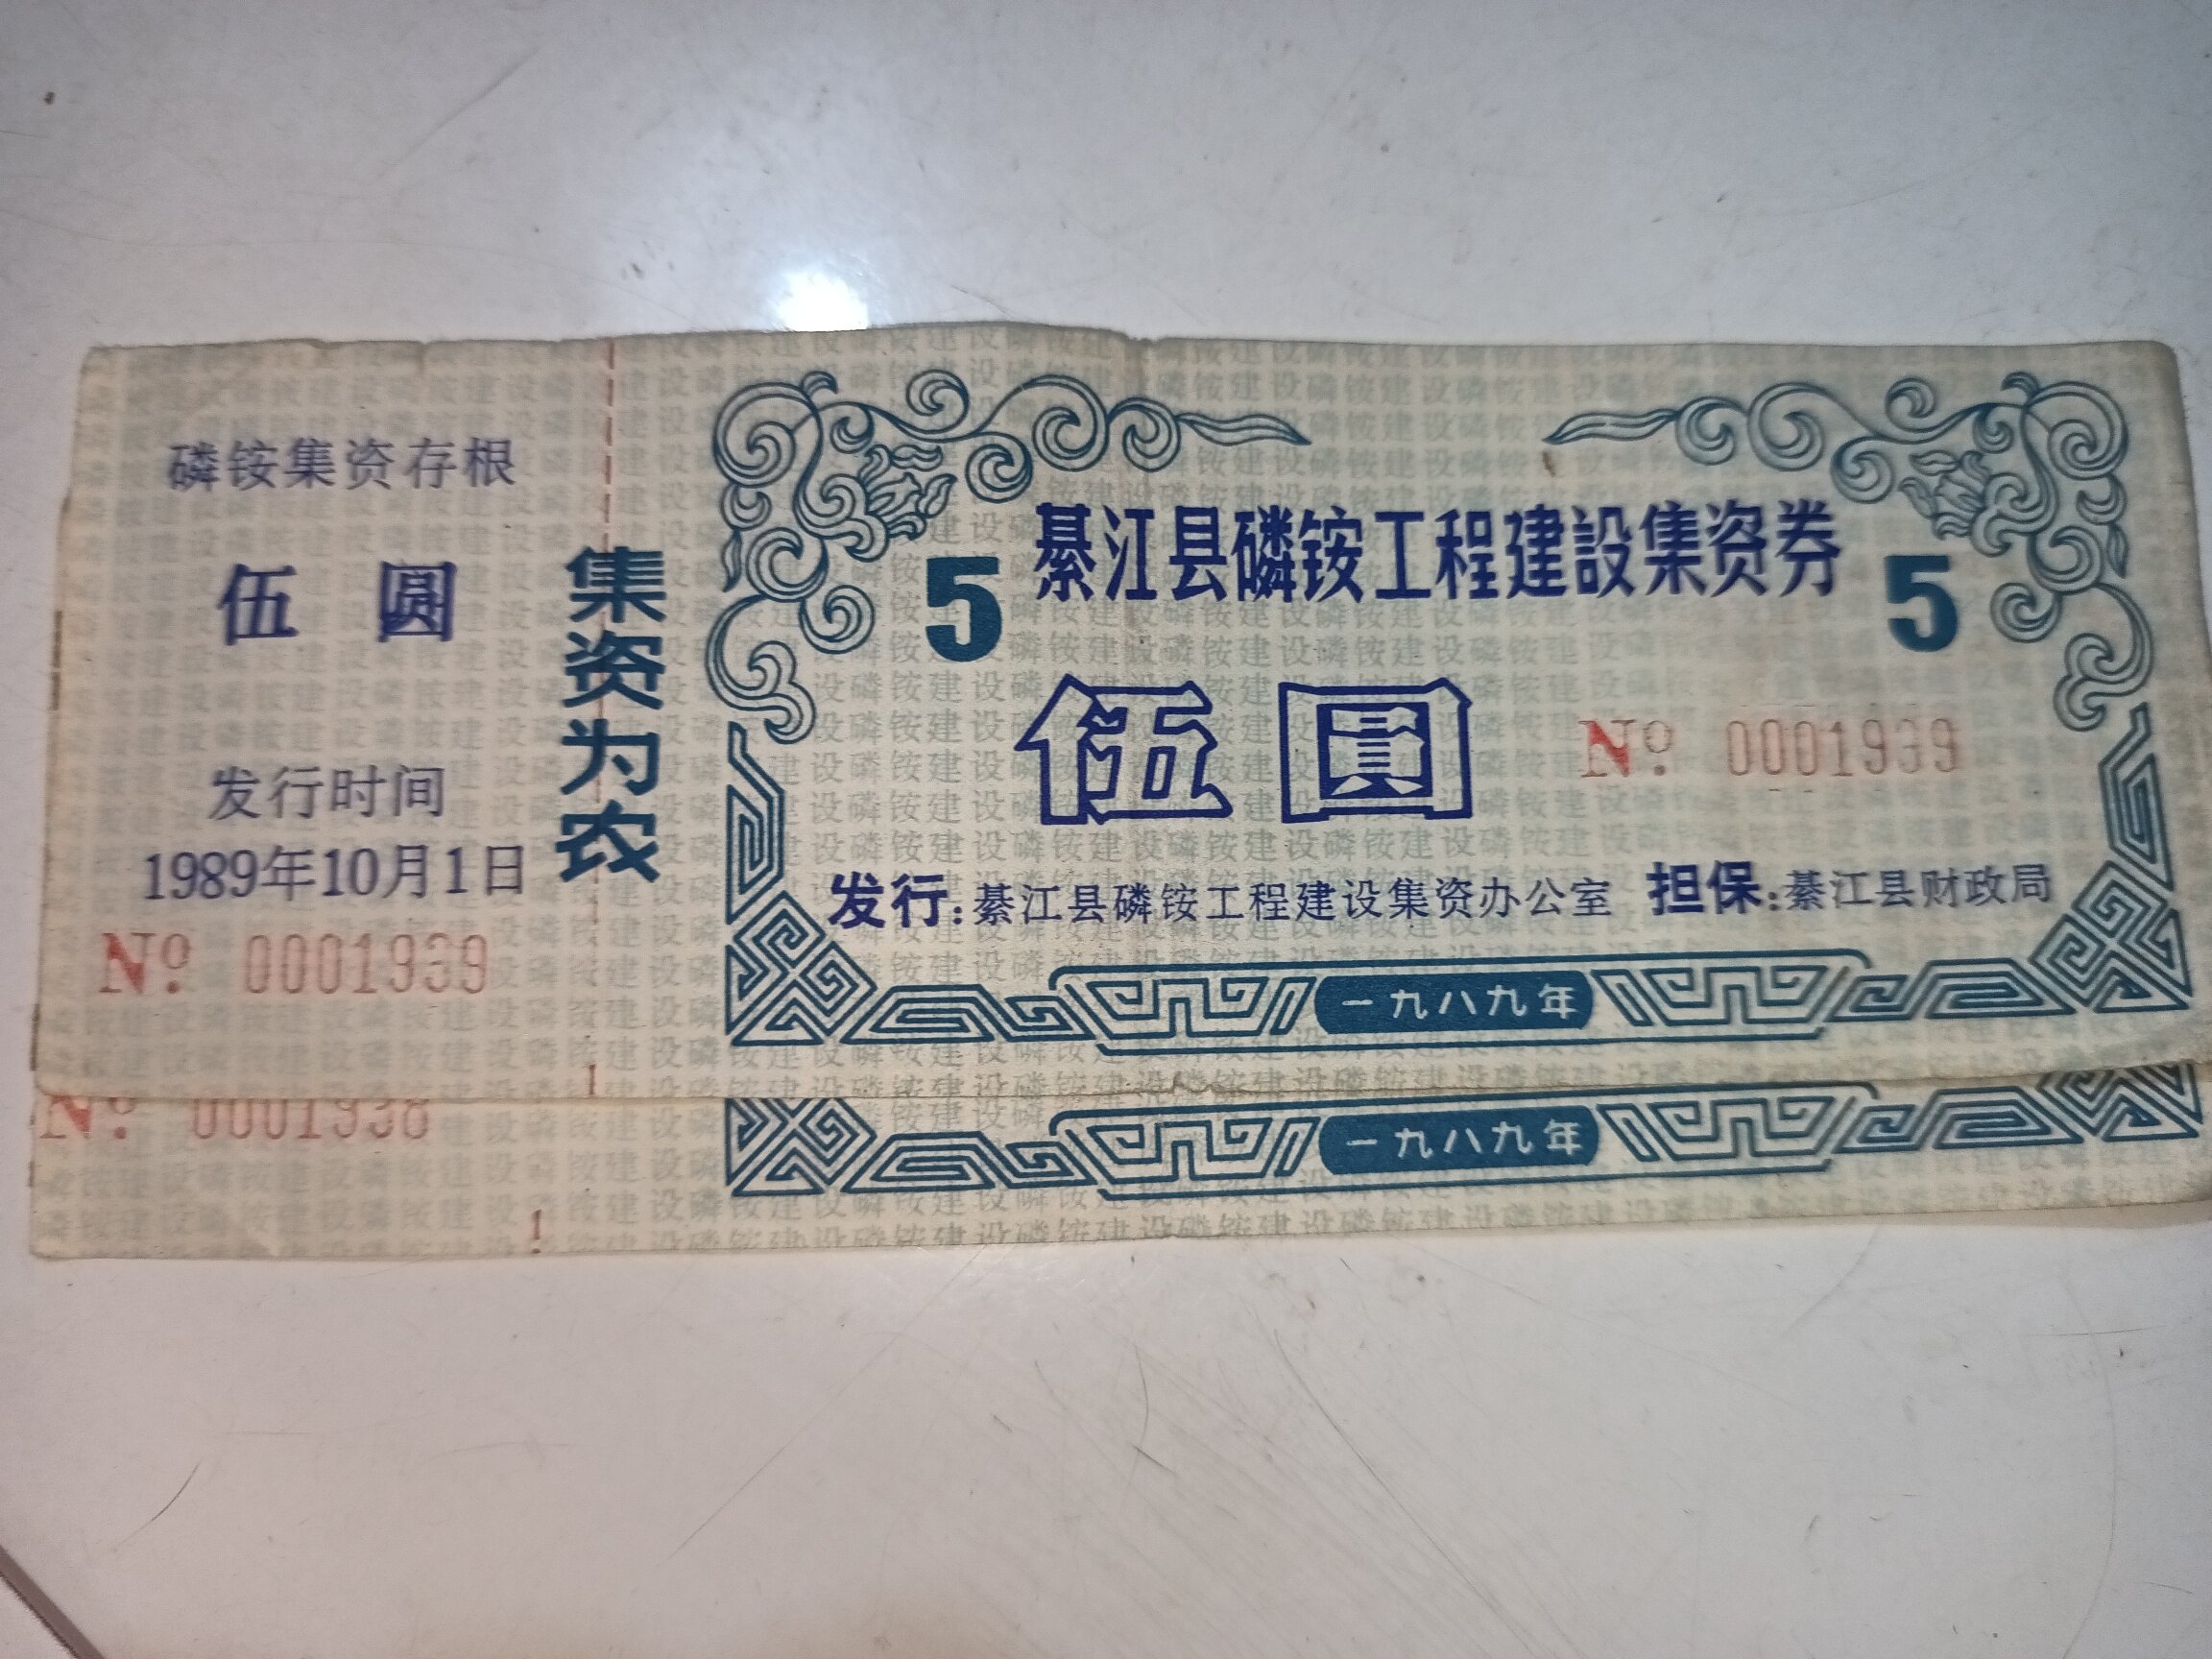 磷铵集资存根
伍圆
发行时间
1989年10月1日
Nº 0001939
集资为农
5 綦江县磷铵工程建設集资券 5
伍圆
Nº 0001939
发行:綦江县磷铵工程建设集资办公室 担保:綦江县财政局
一九八九年
Nº 0001938
一九八九年